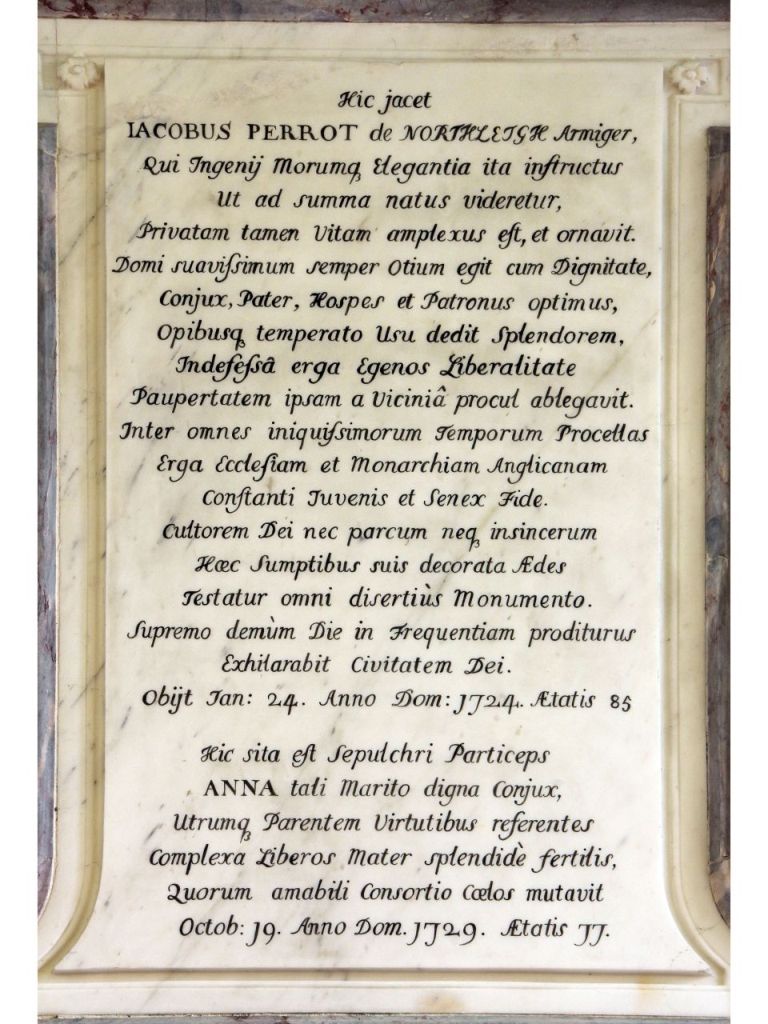 Hic jacet
IACOBUS PERROT de NORTHLEIGH Armiger,
Qui Ingenij Morumq̨ Elegantia ita inſtructus
Ut ad summa natus videretur,
Privatam tamen Vitam amplexus eſt, et ornavit.
Domi suaviſsimum semper Otium egit cum Dignitate,
Conjux, Pater, Hospes et Patronus optimus,
Opibusq̨ temperato Usu dedit Splendorem,
Indefeſsâ erga Egenos Liberalitate
Paupertatem ipsam a Viciniâ procul ablegavit.
Inter omnes iniquiſsimorum Temporum Procellas
Erga Eccleſiam et Monarchiam Anglicanam
Conſtanti Juvenis et Senex Fide.
Cultorem Dei nec parcum neq̨ insincerum
Hæc Sumptibus suis decorata Ædes
Testatur omni disertiùs Monumento.
Supremo demùm Die in Frequentiam proditurus
Exhilarabit Civitatem Dei.
Obijt Ian: 24. Anno Dom: 1724. Ætatis 85
Hic sita eſt Sepulchri Particeps
ANNA tali Marito digna Conjux,
Utrumq̨ Parentem Virtutibus referentes
Complexa Liberos Mater splendidè fertilis,
Quorum amabili Consortio Cœlos mutavit
Octob: 19. Anno Dom. 1729. Ætatis 77.